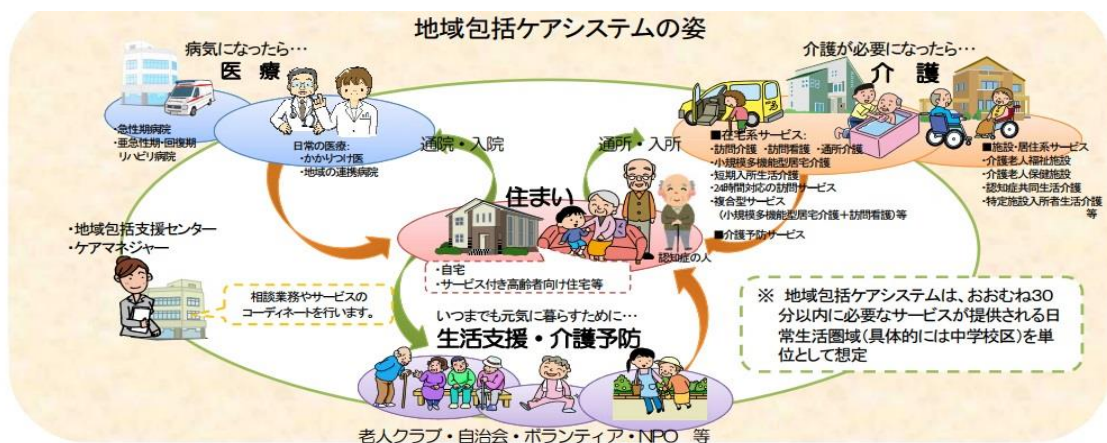 地域包括ケアシステムの姿
病気になったら…
医 療
・急性期病院
・亜急性期・回復期
リハビリ病院
日常の医療:
・かかりつけ医
・地域の連携病院
通院・入院
通所・入所
介護が必要になったら…
介 護
■在宅系サービス:
・訪問介護 ・訪問看護 ・通所介護
・小規模多機能型居宅介護
・短期入所生活介護
・24時間対応の訪問サービス
・複合型サービス
(小規模多機能型居宅介護+訪問看護)等
■介護予防サービス
■施設・居住系サービス
・介護老人福祉施設
・介護老人保健施設
・認知症共同生活介護
・特定施設入所者生活介護
等
住まい
認知症の人
・自宅
・サービス付き高齢者向け住宅等
・地域包括支援センター
・ケアマネジャー
相談業務やサービスの
コーディネートを行います。
いつまでも元気に暮らすために…
生活支援・介護予防
老人クラブ・自治会・ボランティア・NPO 等
※ 地域包括ケアシステムは、おおむね30
分以内に必要なサービスが提供される日
常生活圏域(具体的には中学校区)を単
位として想定